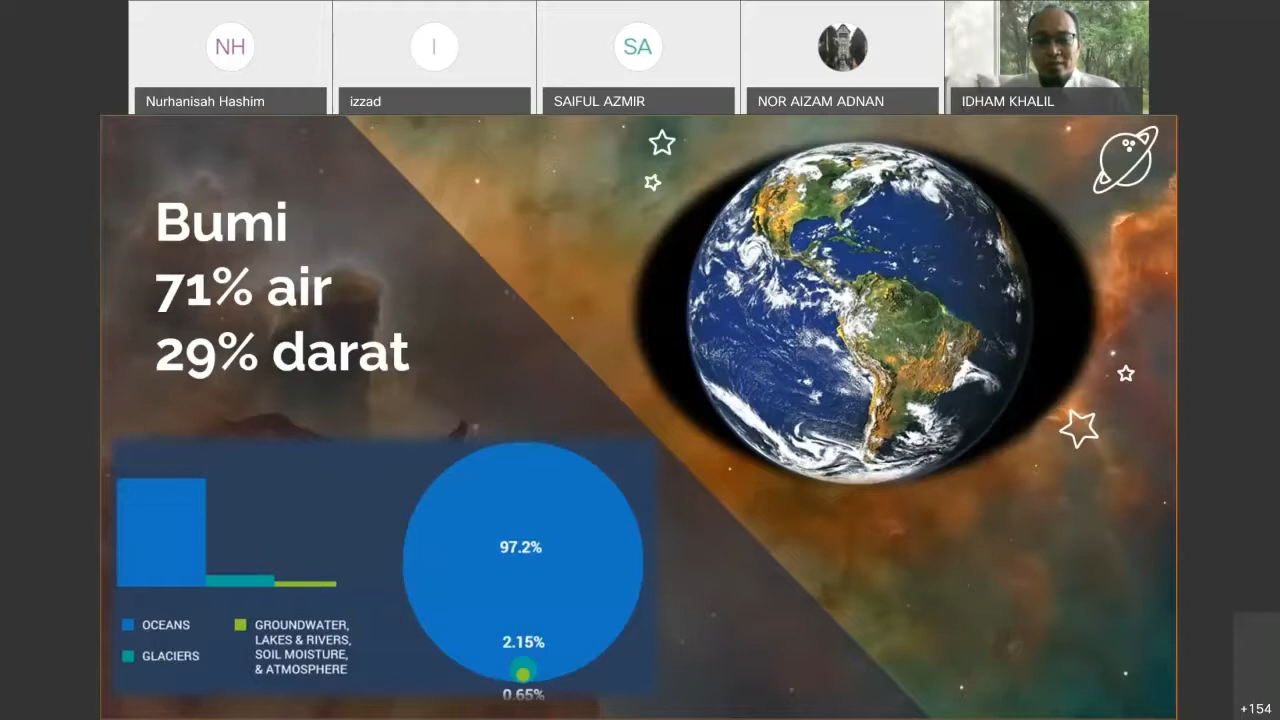 NH
I
SA
Nurhanisah Hashim
izzad
SAIFUL AZMIR
NOR AIZAM ADNAN
IDHAM KHALIL
Bumi
71% air
29% darat
97.2%
2.15%
0.65%
OCEANS
GLACIERS
GROUNDWATER,
LAKES & RIVERS,
SOIL MOISTURE,
& ATMOSPHERE
+154